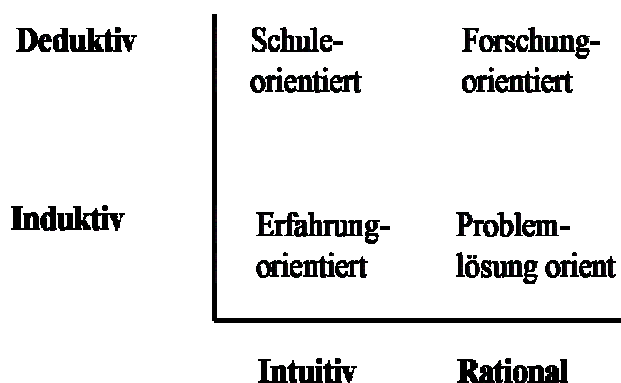 Deduktiv
Schule-
orientiert
Forschung-
orientiert
Induktiv
Erfahrung-
orientiert
Problem-
lösung orient
Intuitiv
Rational